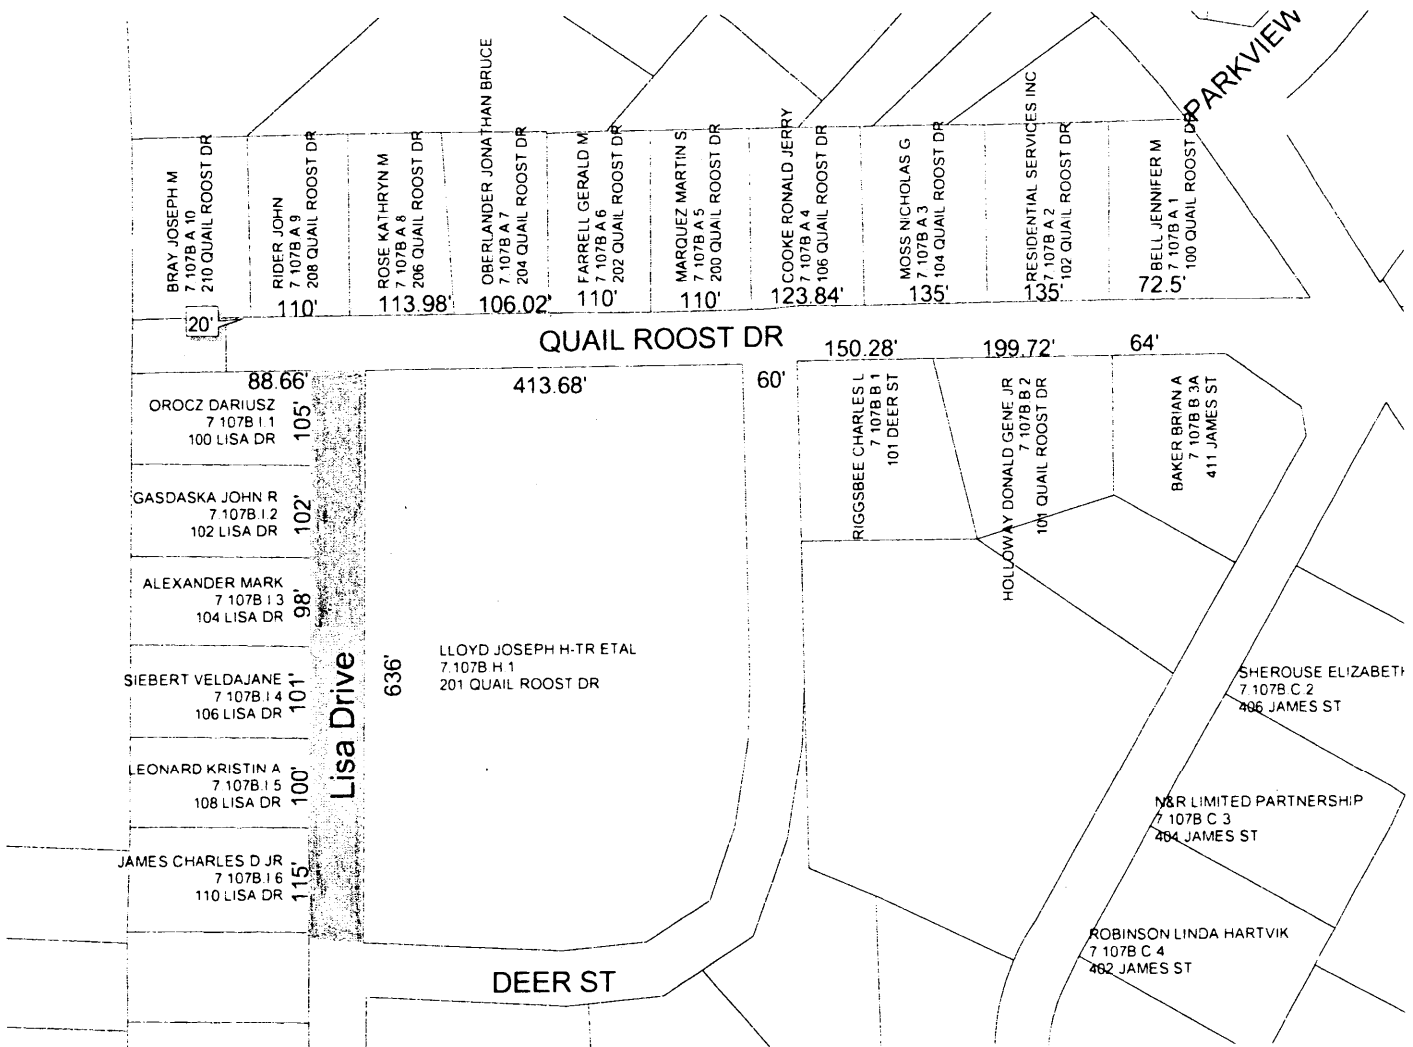 PARKVIEW
BRAY JOSEPH M
7 107B A 10
210 QUAIL ROOST DR
RIDER JOHN
7 107B A 9
208 QUAIL ROOST DR
ROSE KATHRYN M
7 107B A 8
206 QUAIL ROOST DR
OBERLANDER JONATHAN BRUCE
7 107B A 7
204 QUAIL ROOST DR
FARRELL GERALD M
7 107B A 6
202 QUAIL ROOST DR
MARQUEZ MARTIN S
7 107B A 5
200 QUAIL ROOST DR
COOKE RONALD JERRY
7 107B A 4
106 QUAIL ROOST DR
MOSS NICHOLAS G
7 107B A 3
104 QUAIL ROOST DR
RESIDENTIAL SERVICES INC
7 107B A 2
102 QUAIL ROOST DR
BELL JENNIFER M
7 107B A 1
100 QUAIL ROOST DR
20'
110'
113.98'
106.02'
110'
110'
123.84'
135'
135'
72.5'
QUAIL ROOST DR
88.66'
413.68'
60'
150.28'
199.72'
64'
OROCZ DARIUSZ
7 107B I 1
100 LISA DR
105'
GASDASKA JOHN R
7.107B.I.2
102 LISA DR
102'
ALEXANDER MARK
7 107B I 3
104 LISA DR
98'
SIEBERT VELDAJANE
7 107B.I 4
106 LISA DR
101'
LEONARD KRISTIN A
7 107B.I 5
108 LISA DR
100'
JAMES CHARLES D JR
7 107B.I 6
110 LISA DR
115'
Lisa Drive
636'
LLOYD JOSEPH H-TR ETAL
7.107B H.1
201 QUAIL ROOST DR
RIGGSBEE CHARLES L
7 107B B 1
101 DEER ST
HOLLOWAY DONALD GENE JR
7 107B B 2
101 QUAIL ROOST DR
BAKER BRIAN A
7 107B B 3A
411 JAMES ST
SHEROUSE ELIZABETH
7.107B.C.2
406 JAMES ST
N&R LIMITED PARTNERSHIP
7 107B C 3
404 JAMES ST
ROBINSON LINDA HARTVIK
7 107B C 4
402 JAMES ST
DEER ST